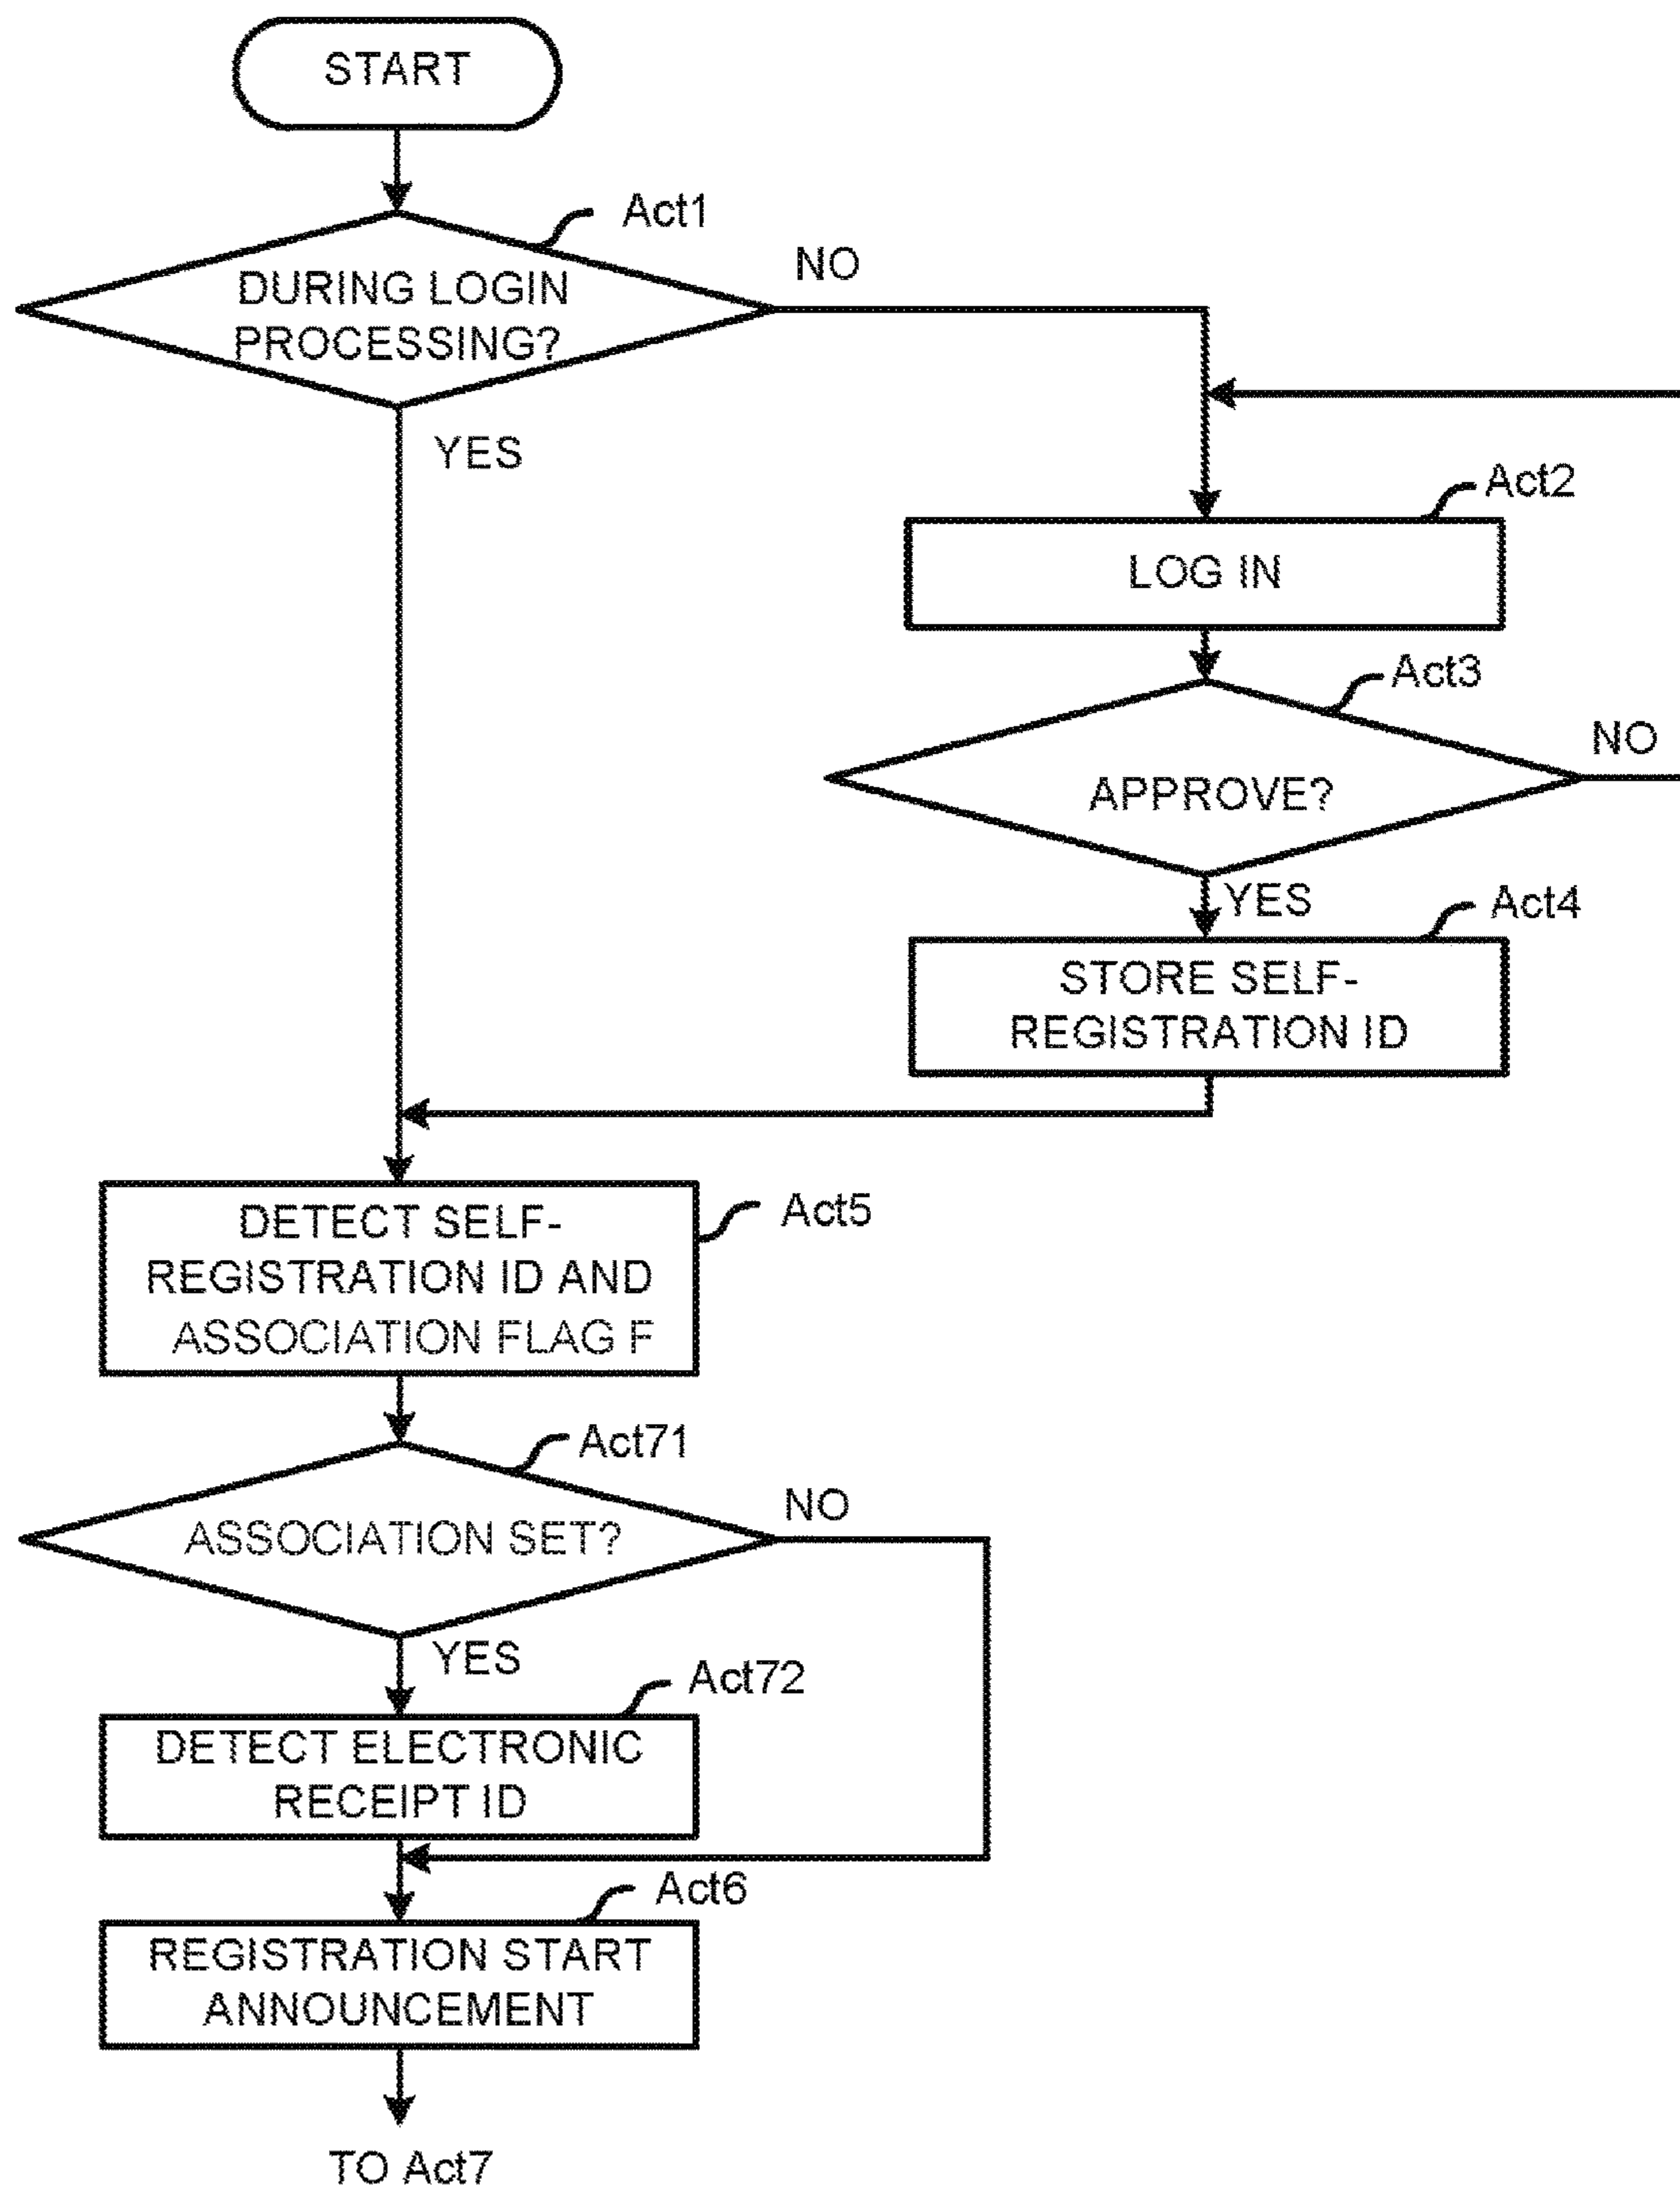 START
Act1
DURING LOGIN
PROCESSING?
NO
YES
Act2
LOG IN
Act3
APPROVE?
NO
YES
Act4
STORE SELF-
REGISTRATION ID
Act5
DETECT SELF-
REGISTRATION ID AND
ASSOCIATION FLAG F
Act71
ASSOCIATION SET?
NO
YES
Act72
DETECT ELECTRONIC
RECEIPT ID
Act6
REGISTRATION START
ANNOUNCEMENT
TO Act7